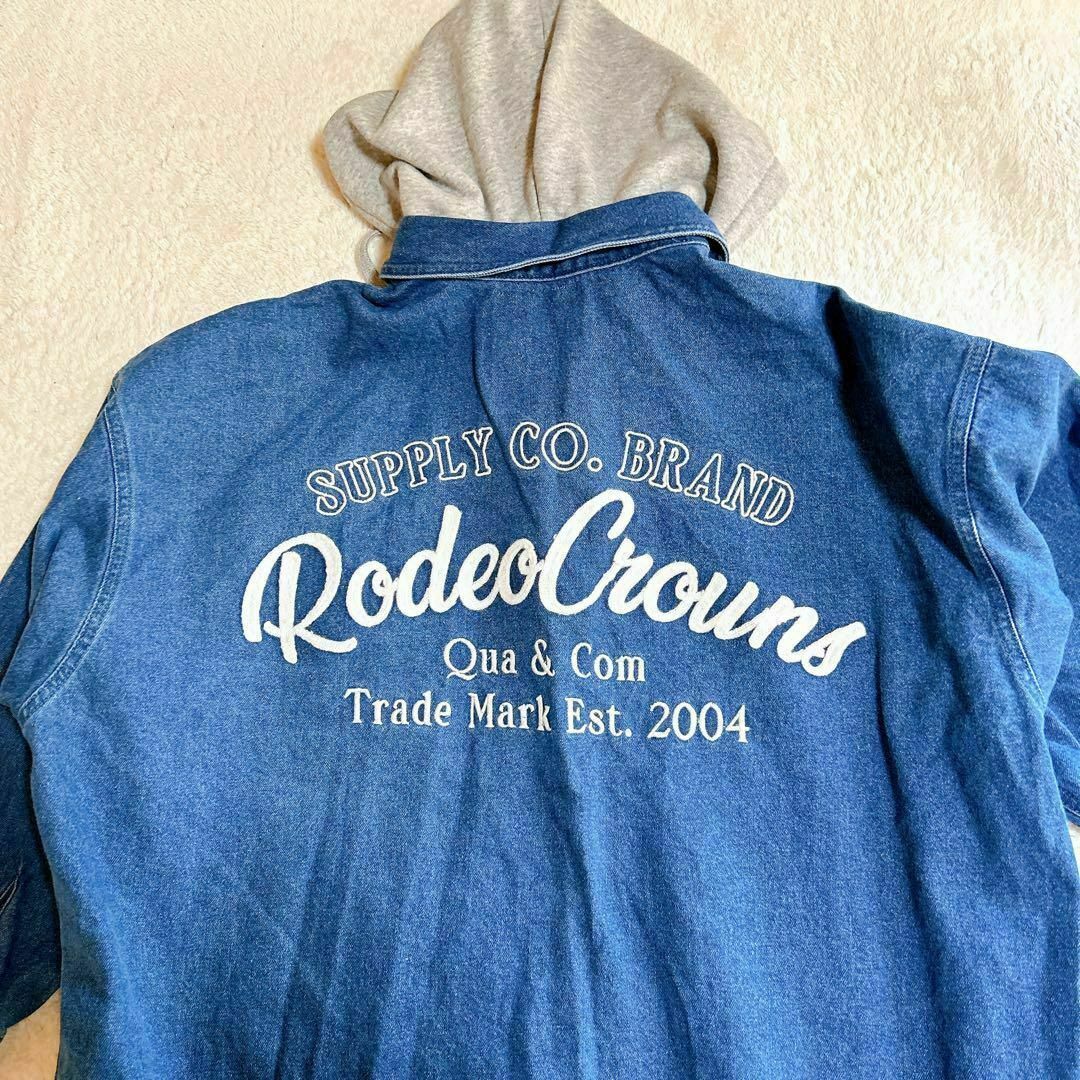 SUPPLY CO. BRAND
RodeoCrowns
Qua & Com
Trade Mark Est. 2004